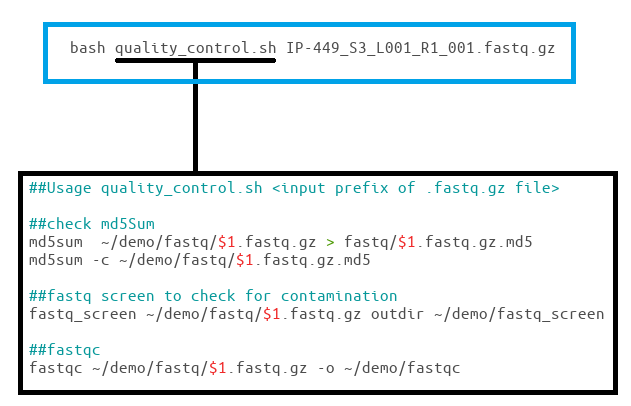 bash quality_control.sh IP-449_S3_L001_R1_001.fastq.gz
##Usage quality_control.sh <input prefix of .fastq.gz file>
##check md5Sum
md5sum  ~/demo/fastq/$1.fastq.gz > fastq/$1.fastq.gz.md5
md5sum -c ~/demo/fastq/$1.fastq.gz.md5
##fastq screen to check for contamination
fastq_screen ~/demo/fastq/$1.fastq.gz outdir ~/demo/fastq_screen
##fastqc
fastqc ~/demo/fastq/$1.fastq.gz -o ~/demo/fastqc